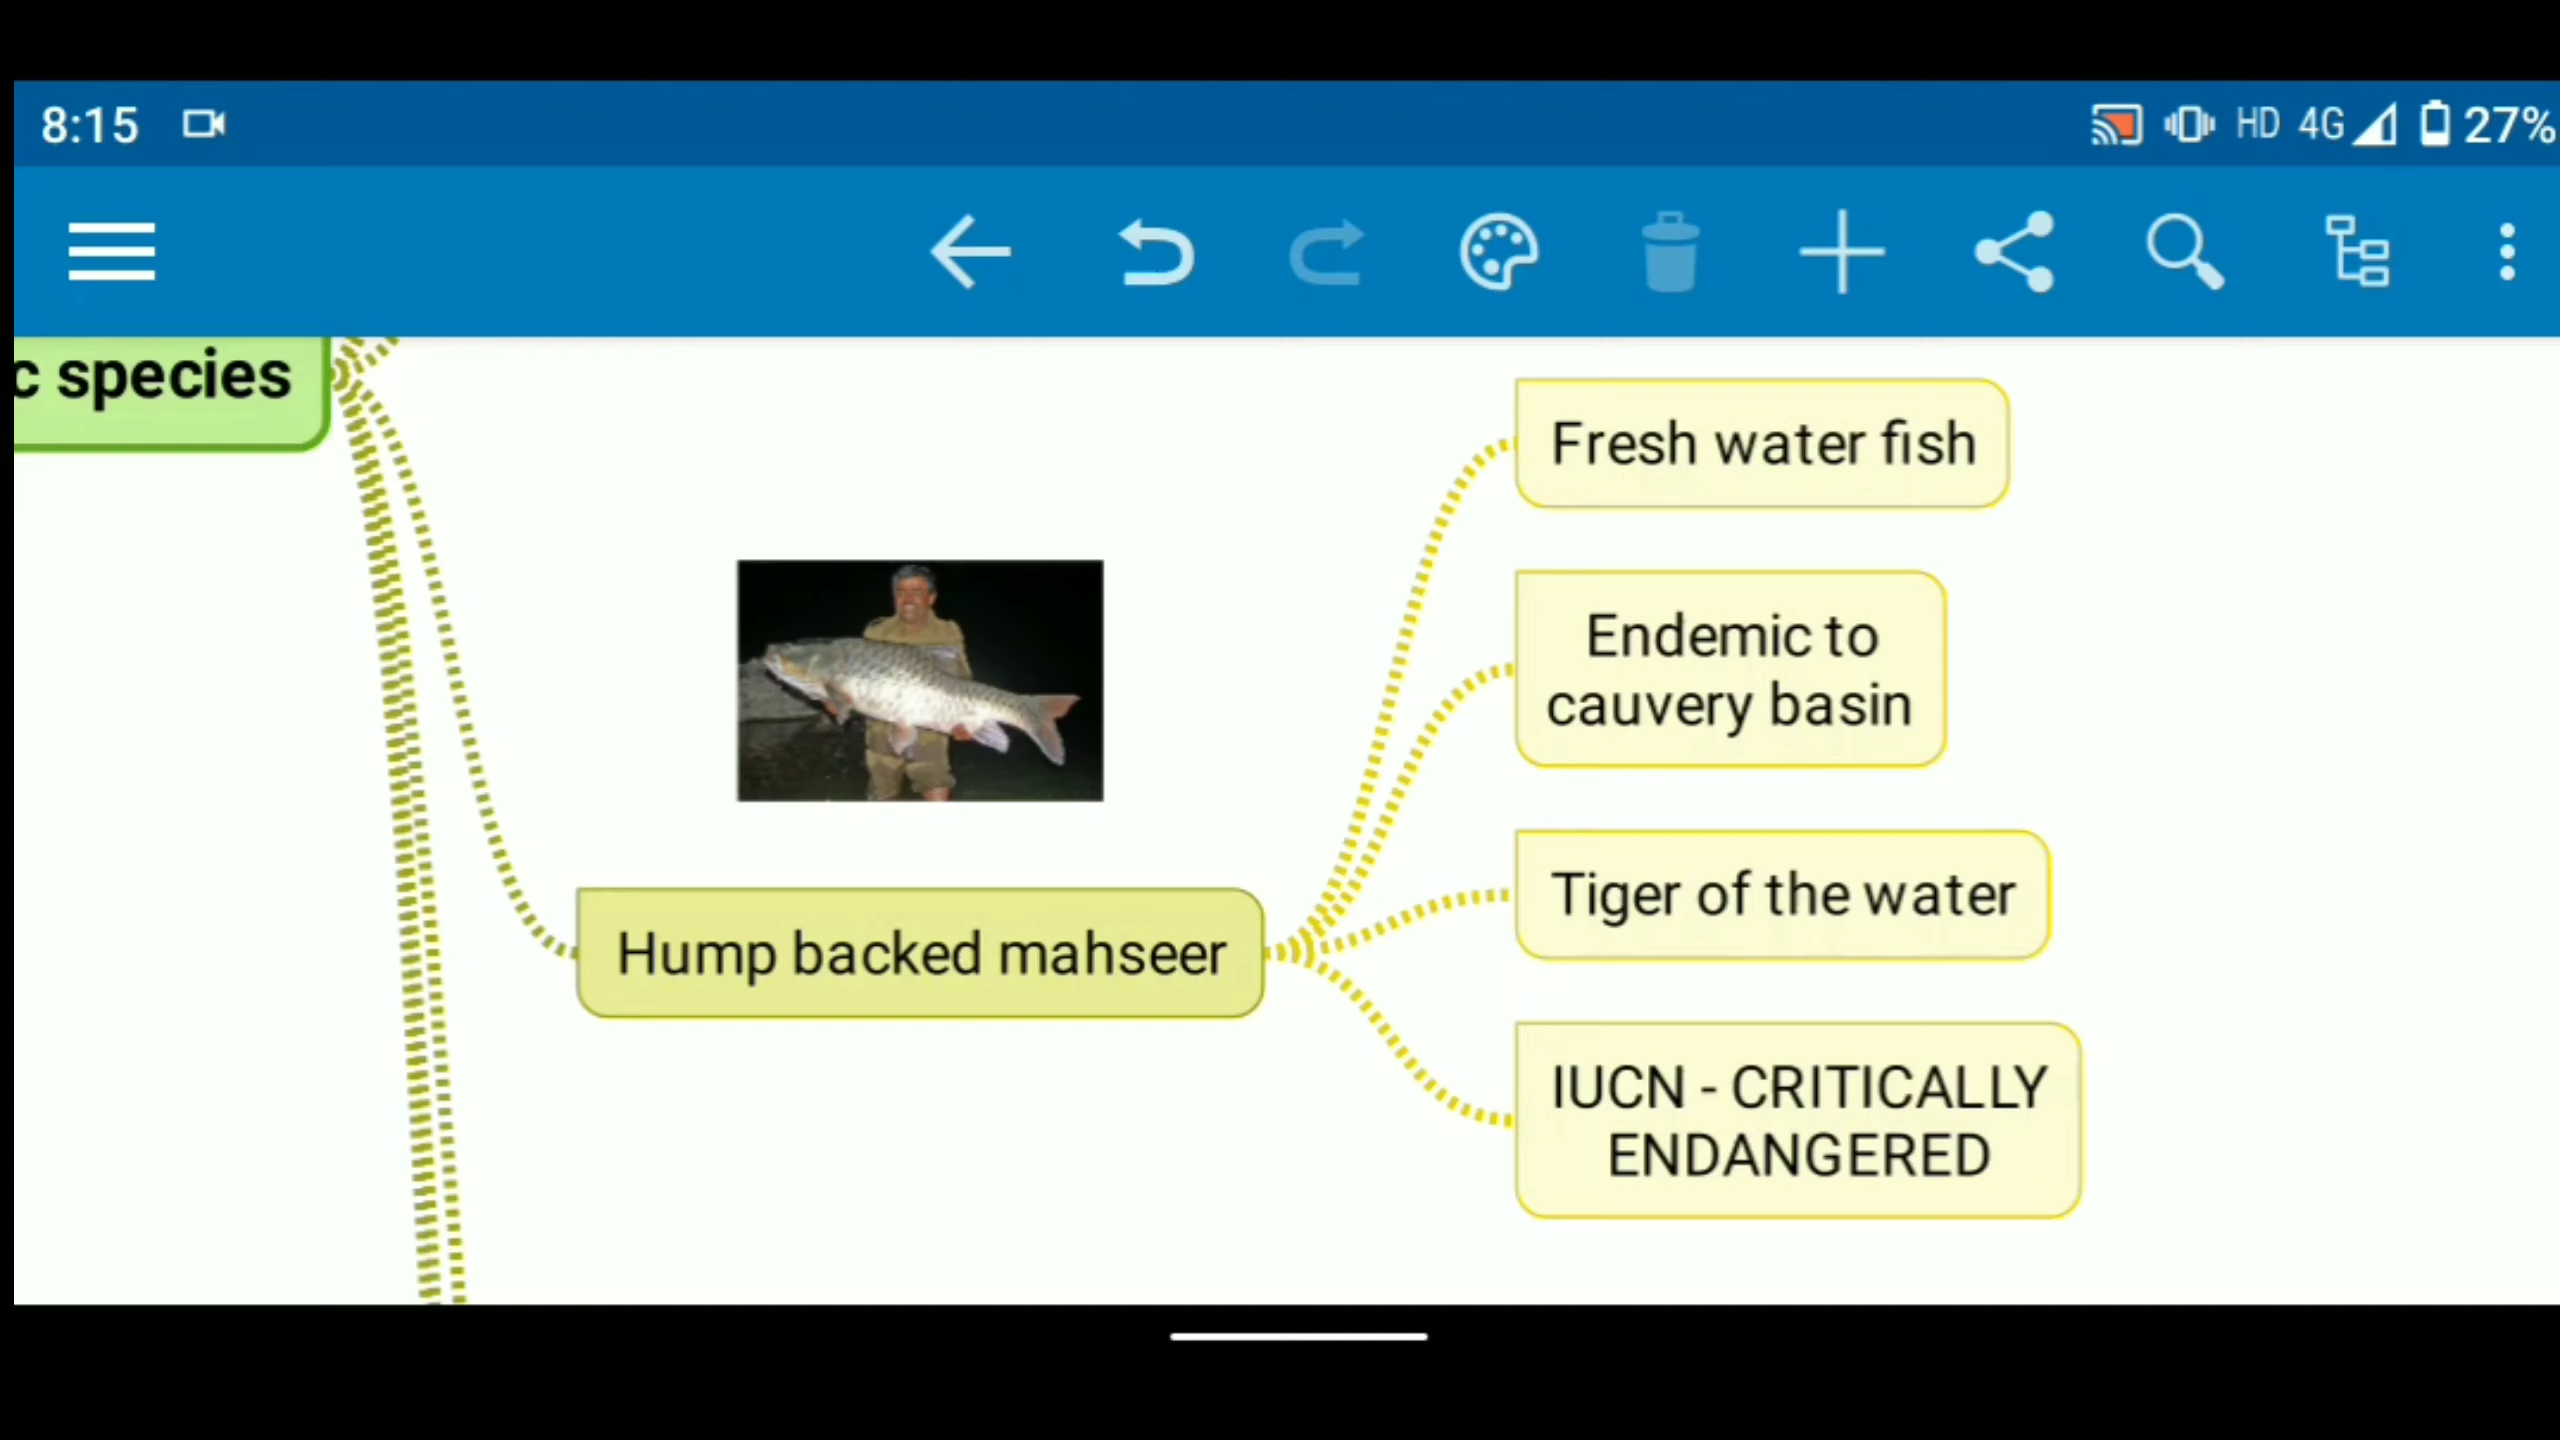 8:15
HD 4G 27%
c species
Fresh water fish
Endemic to
cauvery basin
Tiger of the water
Hump backed mahseer
IUCN - CRITICALLY
ENDANGERED